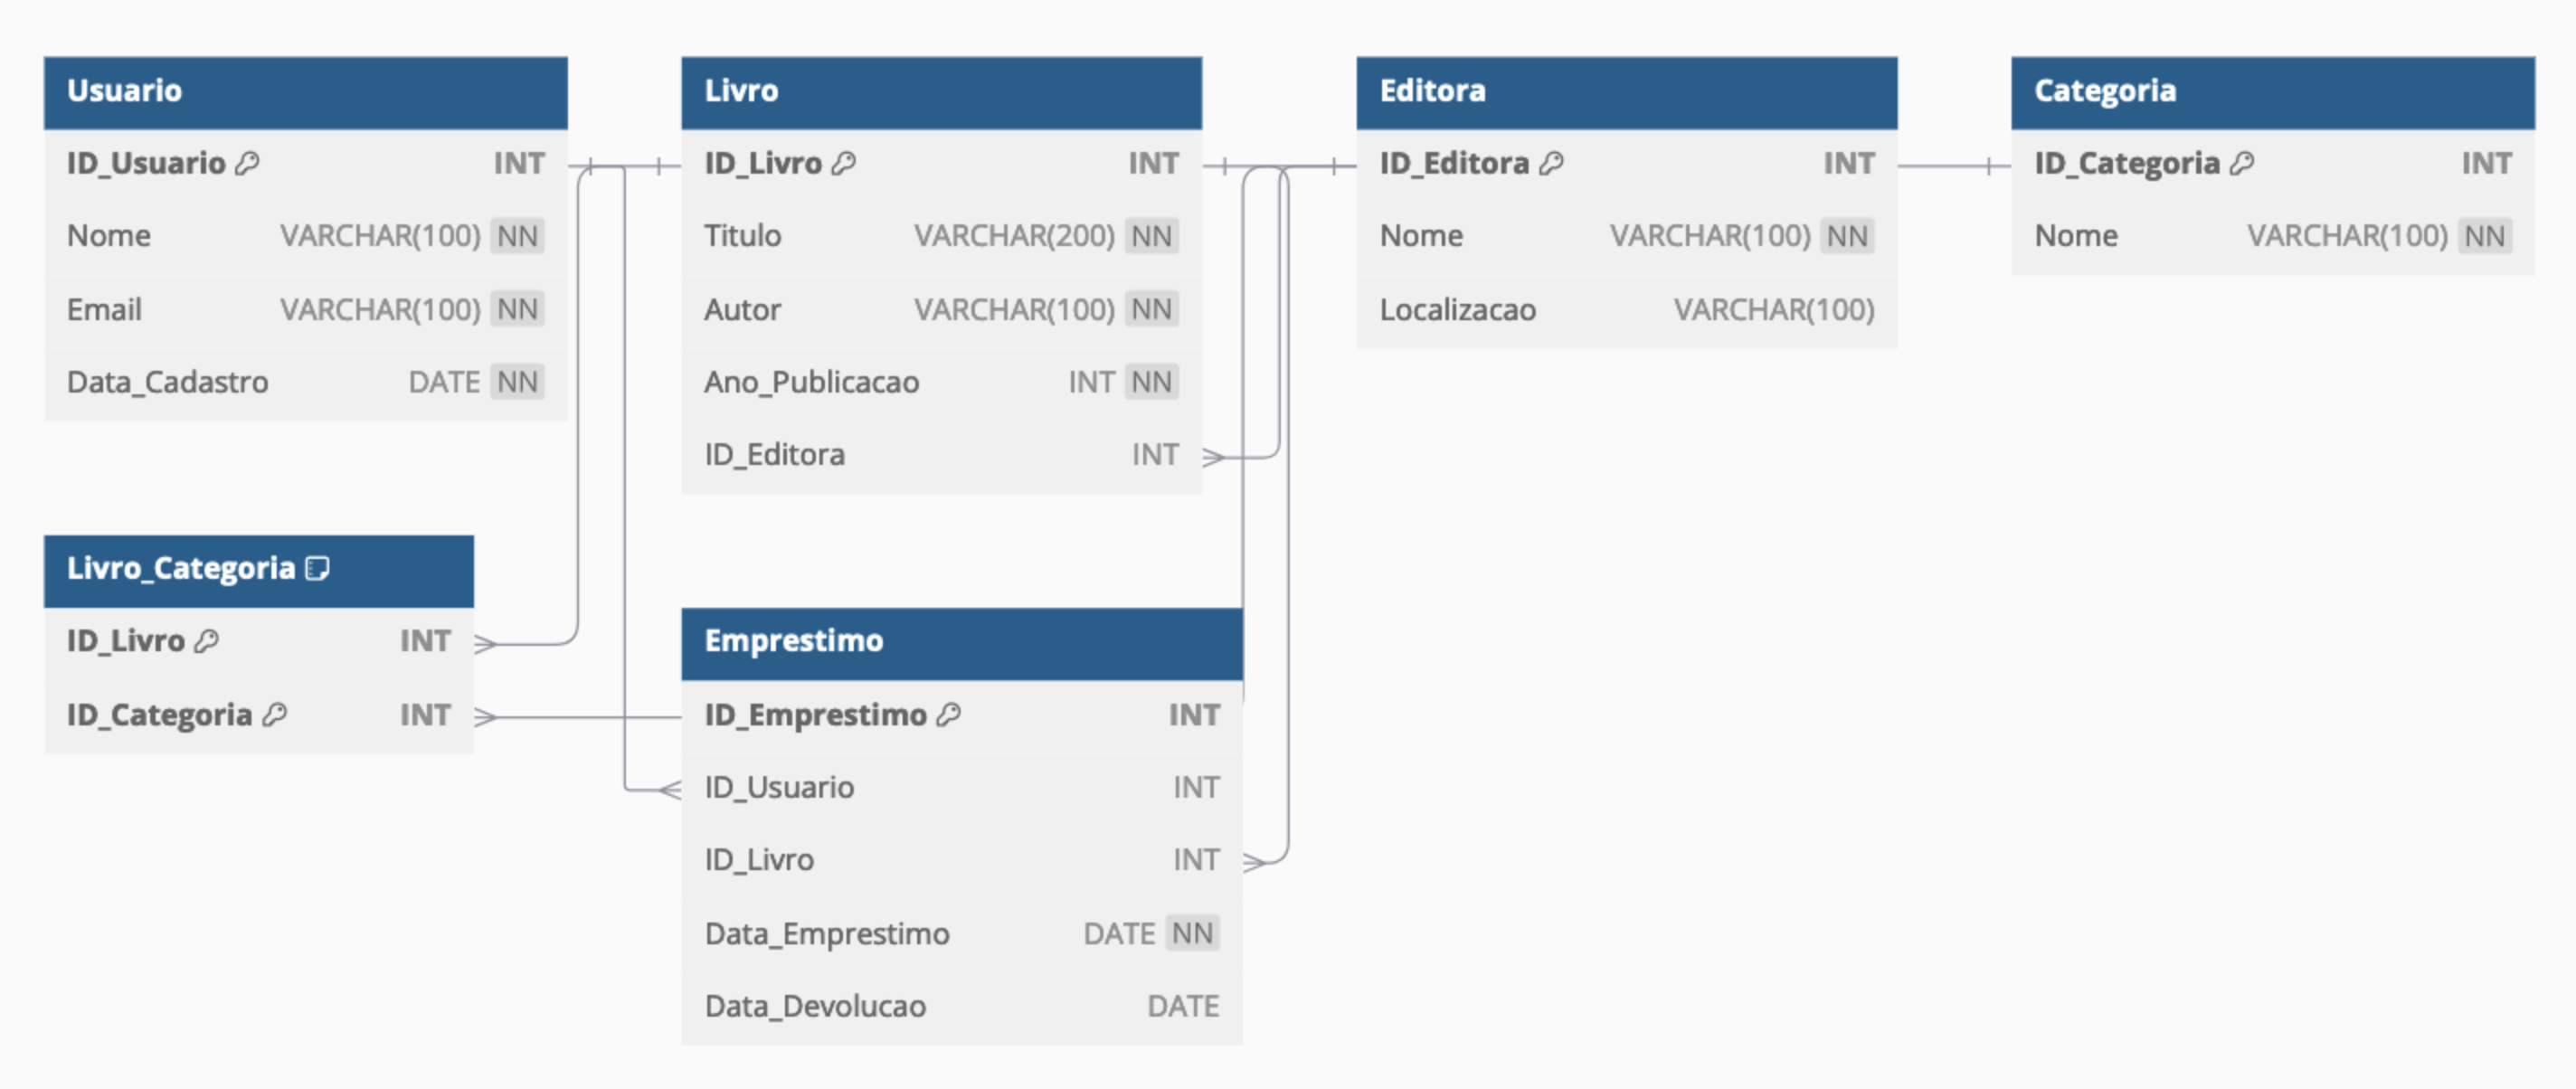 Usuario
ID_Usuario INT
Nome VARCHAR(100) NN
Email VARCHAR(100) NN
Data_Cadastro DATE NN
Livro
ID_Livro INT
Titulo VARCHAR(200) NN
Autor VARCHAR(100) NN
Ano_Publicacao INT NN
ID_Editora INT
Editora
ID_Editora INT
Nome VARCHAR(100) NN
Localizacao VARCHAR(100)
Categoria
ID_Categoria INT
Nome VARCHAR(100) NN
Livro_Categoria
ID_Livro INT
ID_Categoria INT
Emprestimo
ID_Emprestimo INT
ID_Usuario INT
ID_Livro INT
Data_Emprestimo DATE NN
Data_Devolucao DATE